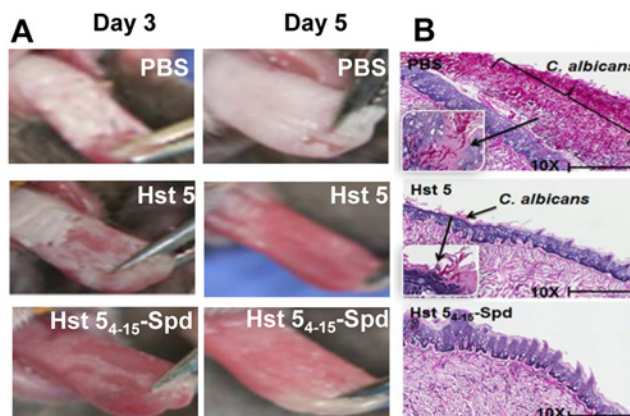 A
Day 3
Day 5
PBS
PBS
Hst 5
Hst 5
Hst 5₄₋₁₅-Spd
Hst 5₄₋₁₅-Spd
B
PBS
C. albicans
10X
Hst 5
C. albicans
10X
Hst 5₄₋₁₅-Spd